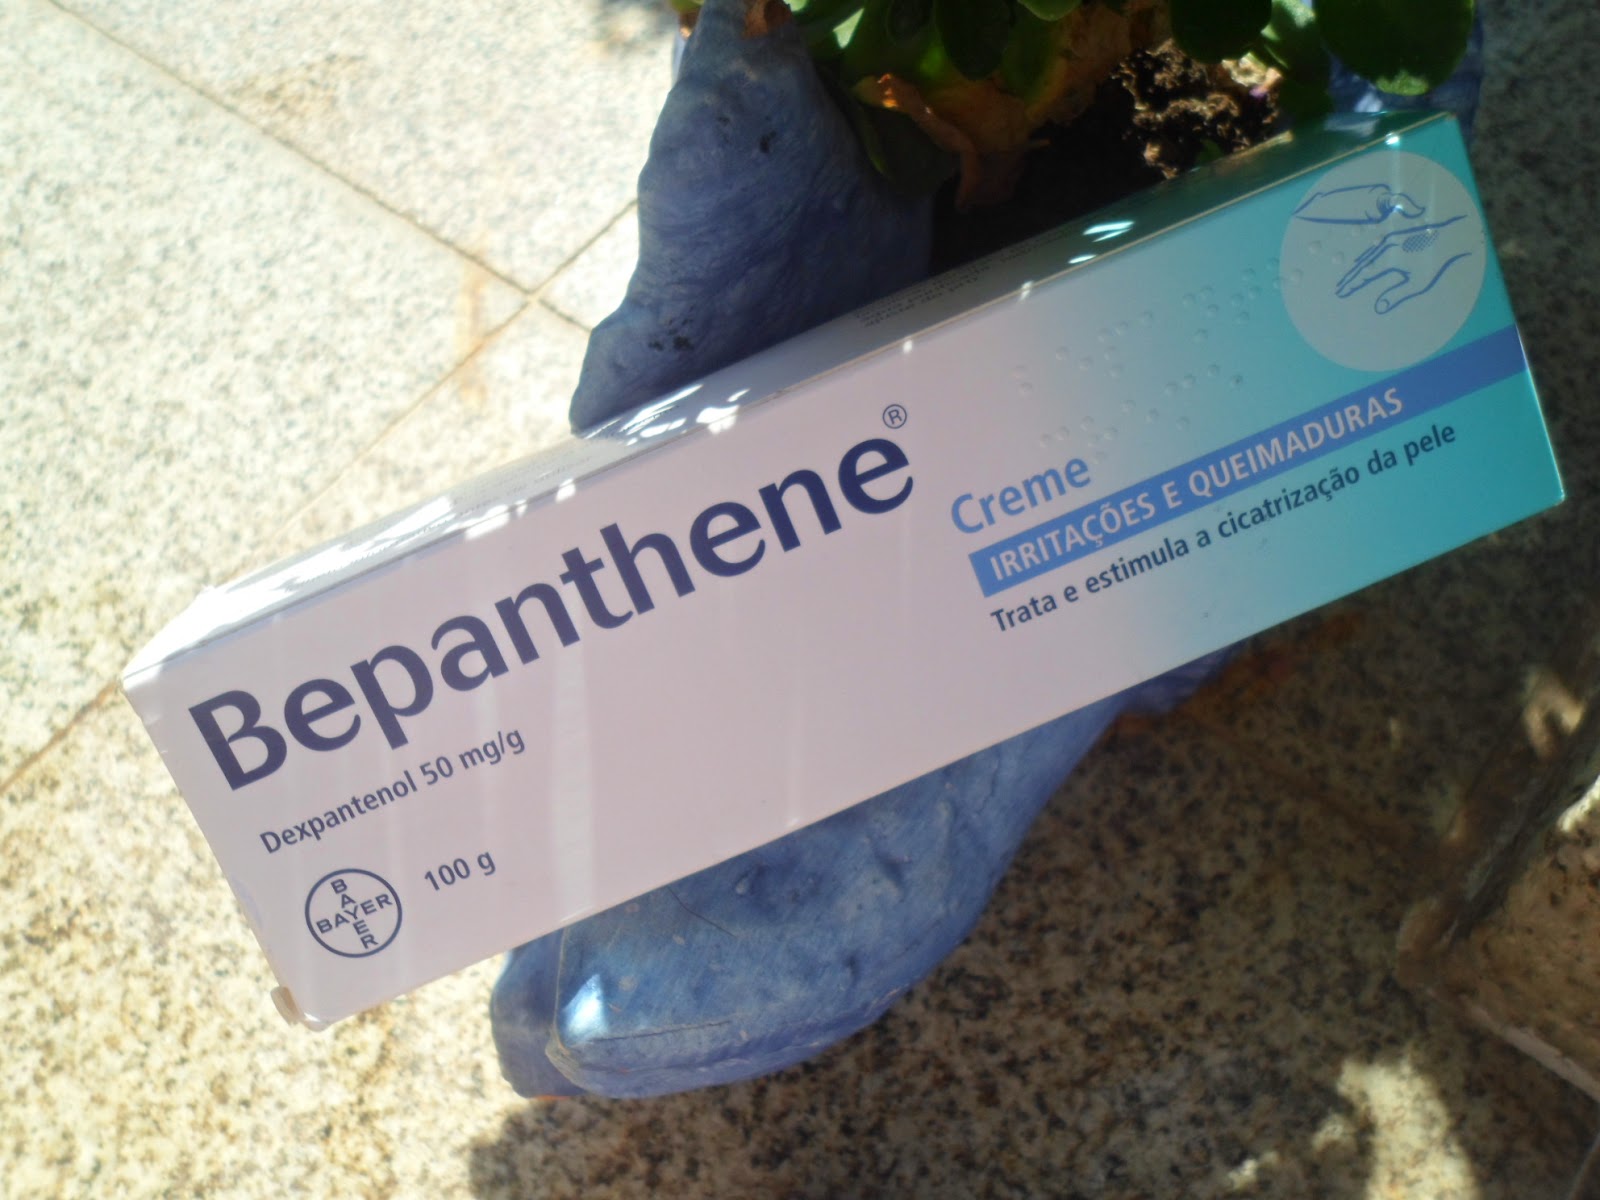 Bepanthene®
Creme
IRRITAÇÕES E QUEIMADURAS
Trata e estimula a cicatrização da pele
Dexpantenol 50 mg/g
BAYER
BAYER
100 g